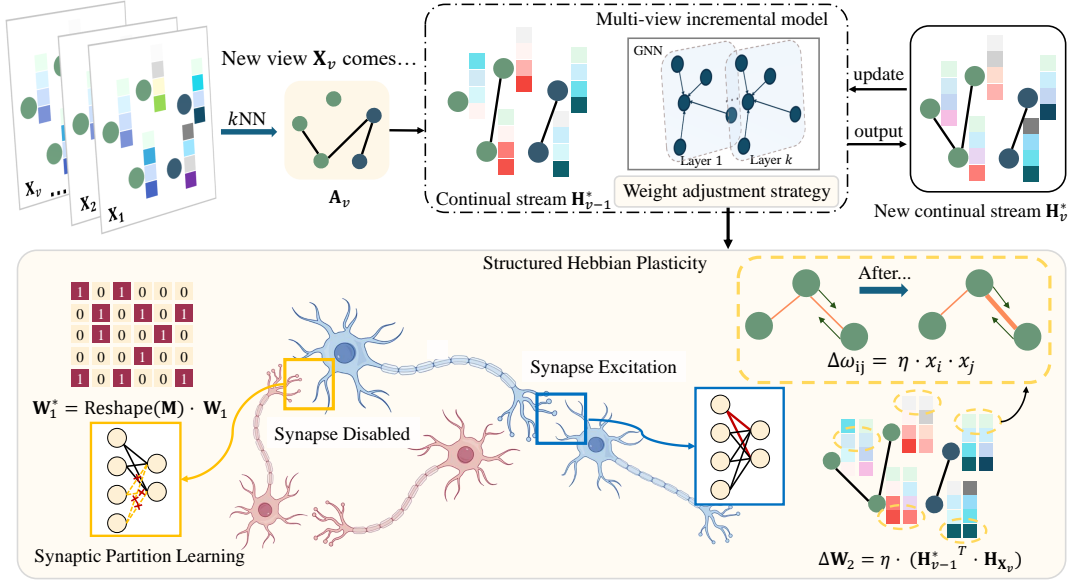 Multi-view incremental model
New view X_v comes…
GNN
kNN
update
output
Layer 1
Layer k
X_v
...
X_2
X_1
A_v
Continual stream H*_{v−1}
Weight adjustment strategy
New continual stream H*_v
Structured Hebbian Plasticity
After...
1 0 1 0 0 0
0 1 0 1 0 1
0 1 0 0 1 0
0 0 0 1 0 0
1 0 1 0 0 1
Δω_ij = η · x_i · x_j
Synapse Excitation
W*_1 = Reshape(M) · W_1
Synapse Disabled
Synaptic Partition Learning
ΔW_2 = η · (H*_{v−1}^T · H_{X_v})